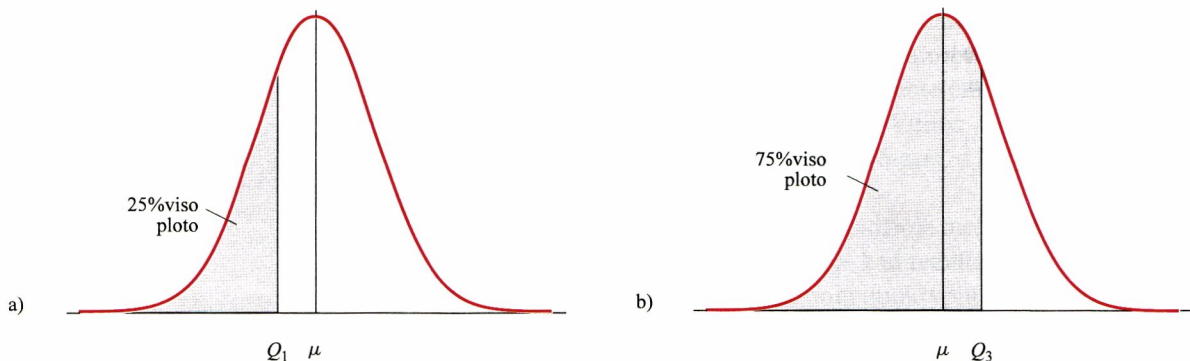 25%viso
ploto
a)
Q₁ μ
75%viso
ploto
b)
μ Q₃